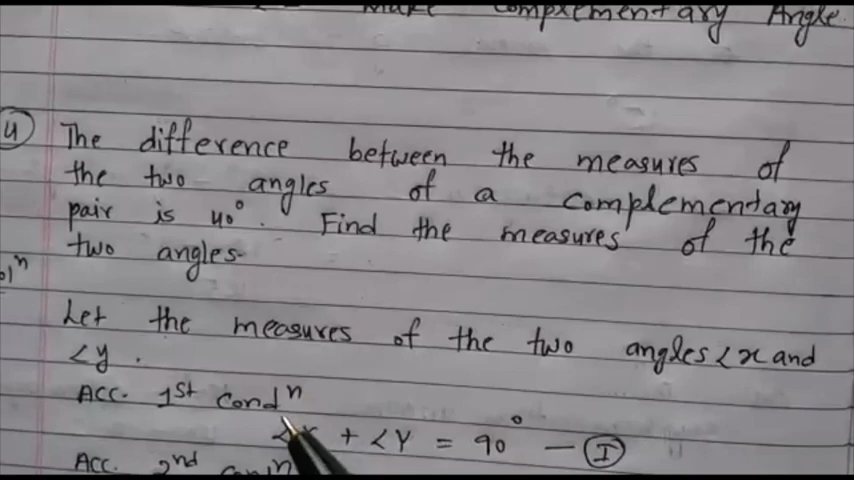 Make Complementary Angle.
4 The difference between the measures of
the two angles of a complementary
pair is 40°. Find the measures of the
two angles.
Let the measures of the two angles <x and
<y.
Acc. 1st Condn
+ <Y = 90° — I
Acc. 2nd